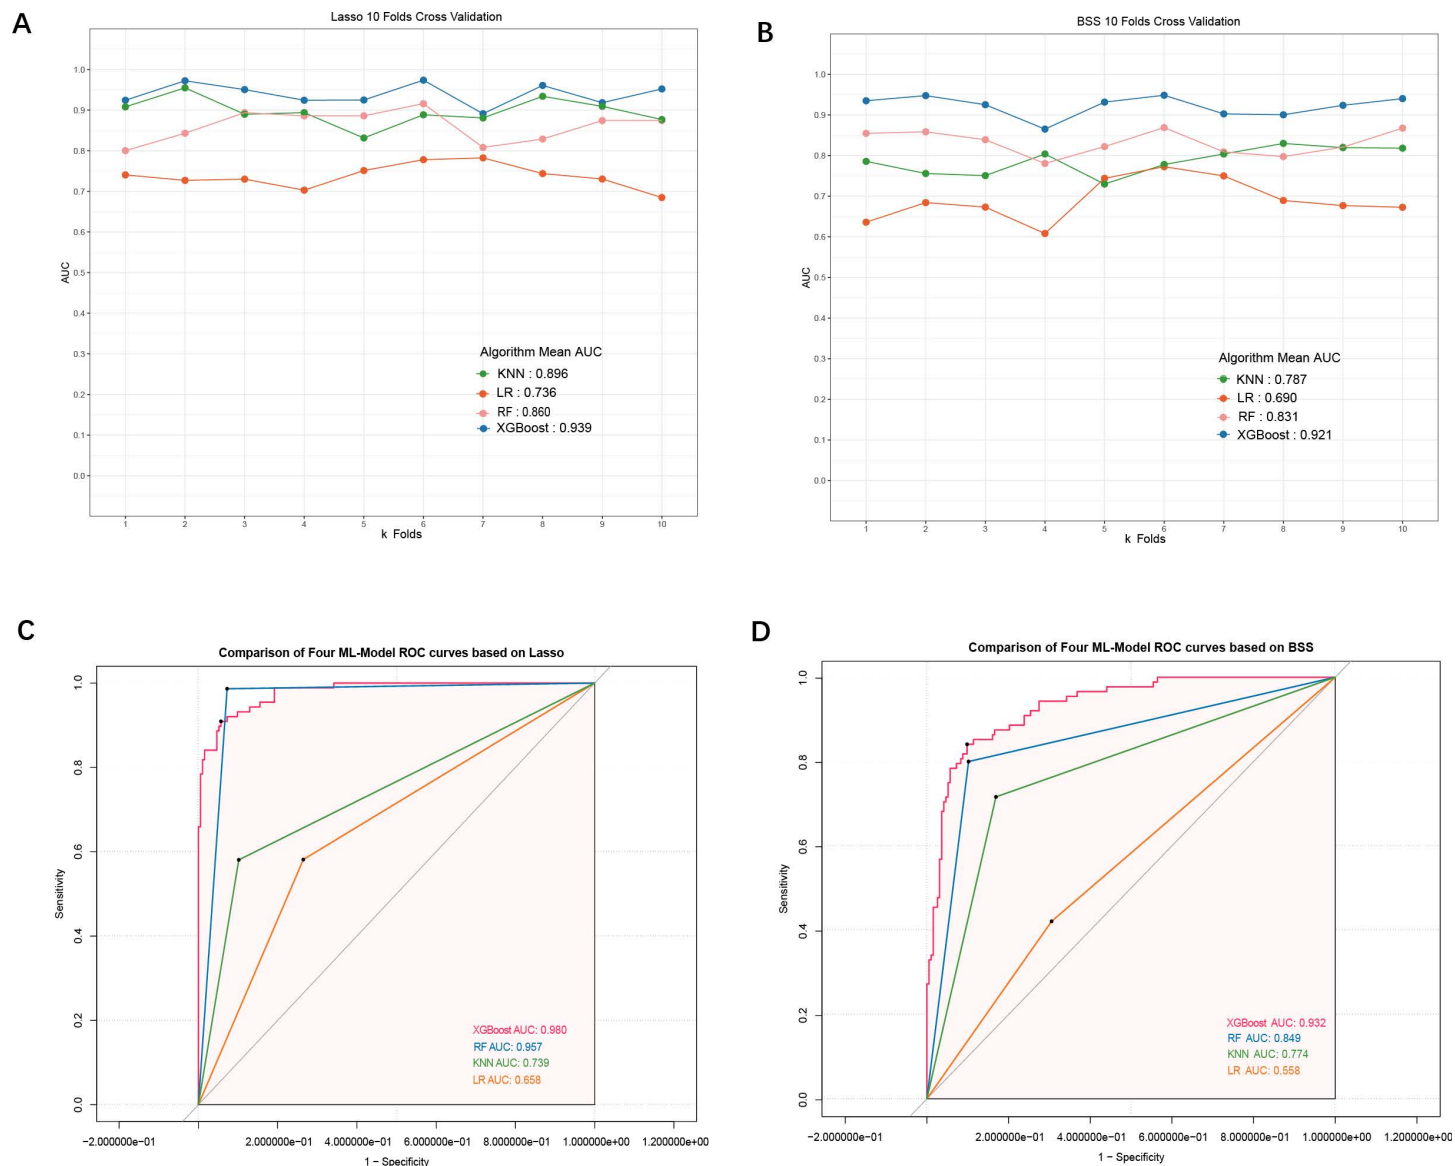 A
Lasso 10 Folds Cross Validation
1.0
0.9
0.8
0.7
0.6
0.5
0.4
0.3
0.2
0.1
0.0
AUC
Algorithm Mean AUC
KNN : 0.896
LR : 0.736
RF : 0.860
XGBoost : 0.939
1 2 3 4 5 6 7 8 9 10
k Folds
B
BSS 10 Folds Cross Validation
1.0
0.9
0.8
0.7
0.6
0.5
0.4
0.3
0.2
0.1
0.0
AUC
Algorithm Mean AUC
KNN : 0.787
LR : 0.690
RF : 0.831
XGBoost : 0.921
1 2 3 4 5 6 7 8 9 10
k Folds
C
Comparison of Four ML-Model ROC curves based on Lasso
1.0
0.8
0.6
0.4
0.2
0.0
Sensitivity
XGBoost AUC: 0.980
RF AUC: 0.957
KNN AUC: 0.739
LR AUC: 0.658
−2.000000e−01 2.000000e−01 4.000000e−01 6.000000e−01 8.000000e−01 1.000000e+00 1.200000e+00
1 − Specificity
D
Comparison of Four ML-Model ROC curves based on BSS
1.0
0.8
0.6
0.4
0.2
0.0
Sensitivity
XGBoost AUC: 0.932
RF AUC: 0.849
KNN AUC: 0.774
LR AUC: 0.558
−2.000000e−01 2.000000e−01 4.000000e−01 6.000000e−01 8.000000e−01 1.000000e+00 1.200000e+00
1 − Specificity